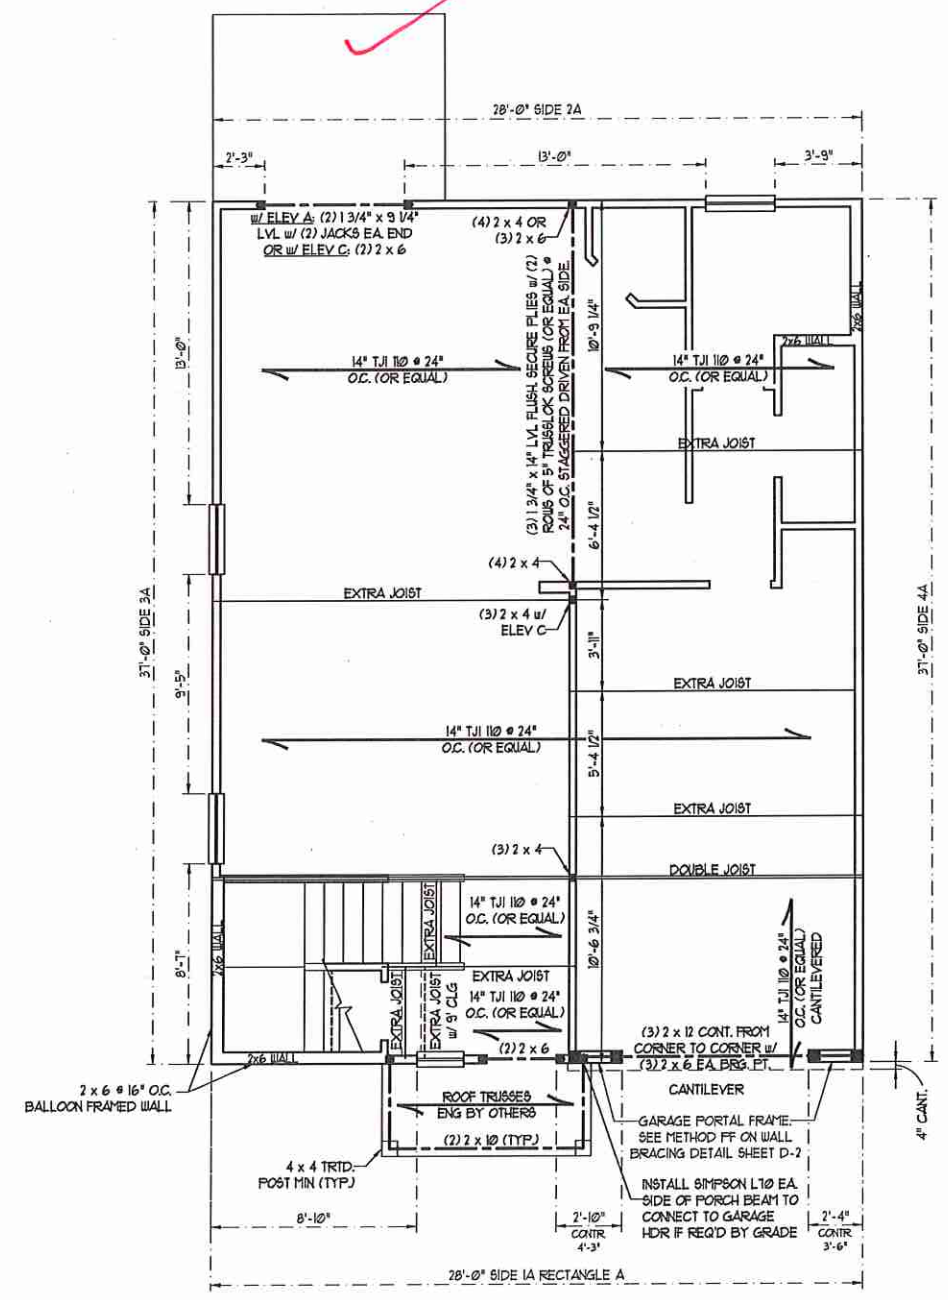 28'-0" SIDE 2A
2'-3"
13'-0"
3'-9"
w/ ELEV A: (2) 1 3/4" x 9 1/4"
LVL w/ (2) JACKS EA. END
OR w/ ELEV C: (2) 2 x 6
(4) 2 x 4 OR
(3) 2 x 6
(3) 1 3/4" x 14" LVL FLUSH. SECURE PLIES w/ (2)
ROWS OF 5" TRUSSLOK SCREWS (OR EQUAL) @
24" O.C. STAGGERED DRIVEN FROM EA. SIDE.
10'-9 1/4"
2x6 WALL
2x6 WALL
13'-0"
14" TJI 110 @ 24"
O.C. (OR EQUAL)
14" TJI 110 @ 24"
O.C. (OR EQUAL)
EXTRA JOIST
6'-4 1/2"
(4) 2 x 4
EXTRA JOIST
(3) 2 x 4 w/
ELEV C
3'-11"
37'-0" SIDE 3A
37'-0" SIDE 4A
9'-5"
EXTRA JOIST
14" TJI 110 @ 24"
O.C. (OR EQUAL)
5'-4 1/2"
EXTRA JOIST
(3) 2 x 4
DOUBLE JOIST
8'-7"
2x6 WALL
EXTRA JOIST
14" TJI 110 @ 24"
O.C. (OR EQUAL)
10'-6 3/4"
14" TJI 110 @ 24"
O.C. (OR EQUAL)
CANTILEVERED
EXTRA JOIST
EXTRA JOIST
EXTRA JOIST
w/ 9' CLG
14" TJI 110 @ 24"
O.C. (OR EQUAL)
(2) 2 x 6
(3) 2 x 12 CONT. FROM
CORNER TO CORNER w/
(3) 2 x 6 EA. BRG. PT.
2x6 WALL
2 x 6 @ 16" O.C.
BALLOON FRAMED WALL
CANTILEVER
4" CANT.
ROOF TRUSSES
ENG BY OTHERS
(2) 2 x 10 (TYP.)
GARAGE PORTAL FRAME.
SEE METHOD PF ON WALL
BRACING DETAIL SHEET D-2
4 x 4 TRTD.
POST MIN (TYP.)
INSTALL SIMPSON L70 EA.
SIDE OF PORCH BEAM TO
CONNECT TO GARAGE
HDR IF REQ'D BY GRADE
8'-10"
2'-10"
CONTR.
4'-3"
2'-4"
CONTR.
3'-6"
28'-0" SIDE 1A RECTANGLE A